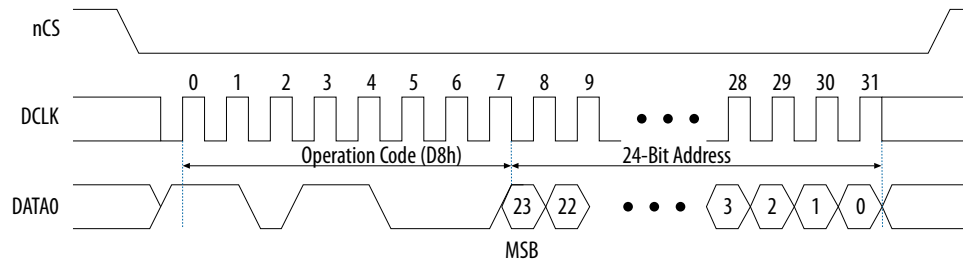 nCS
0 1 2 3 4 5 6 7 8 9 28 29 30 31
DCLK
Operation Code (D8h) 24-Bit Address
DATA0 23 22 3 2 1 0
MSB